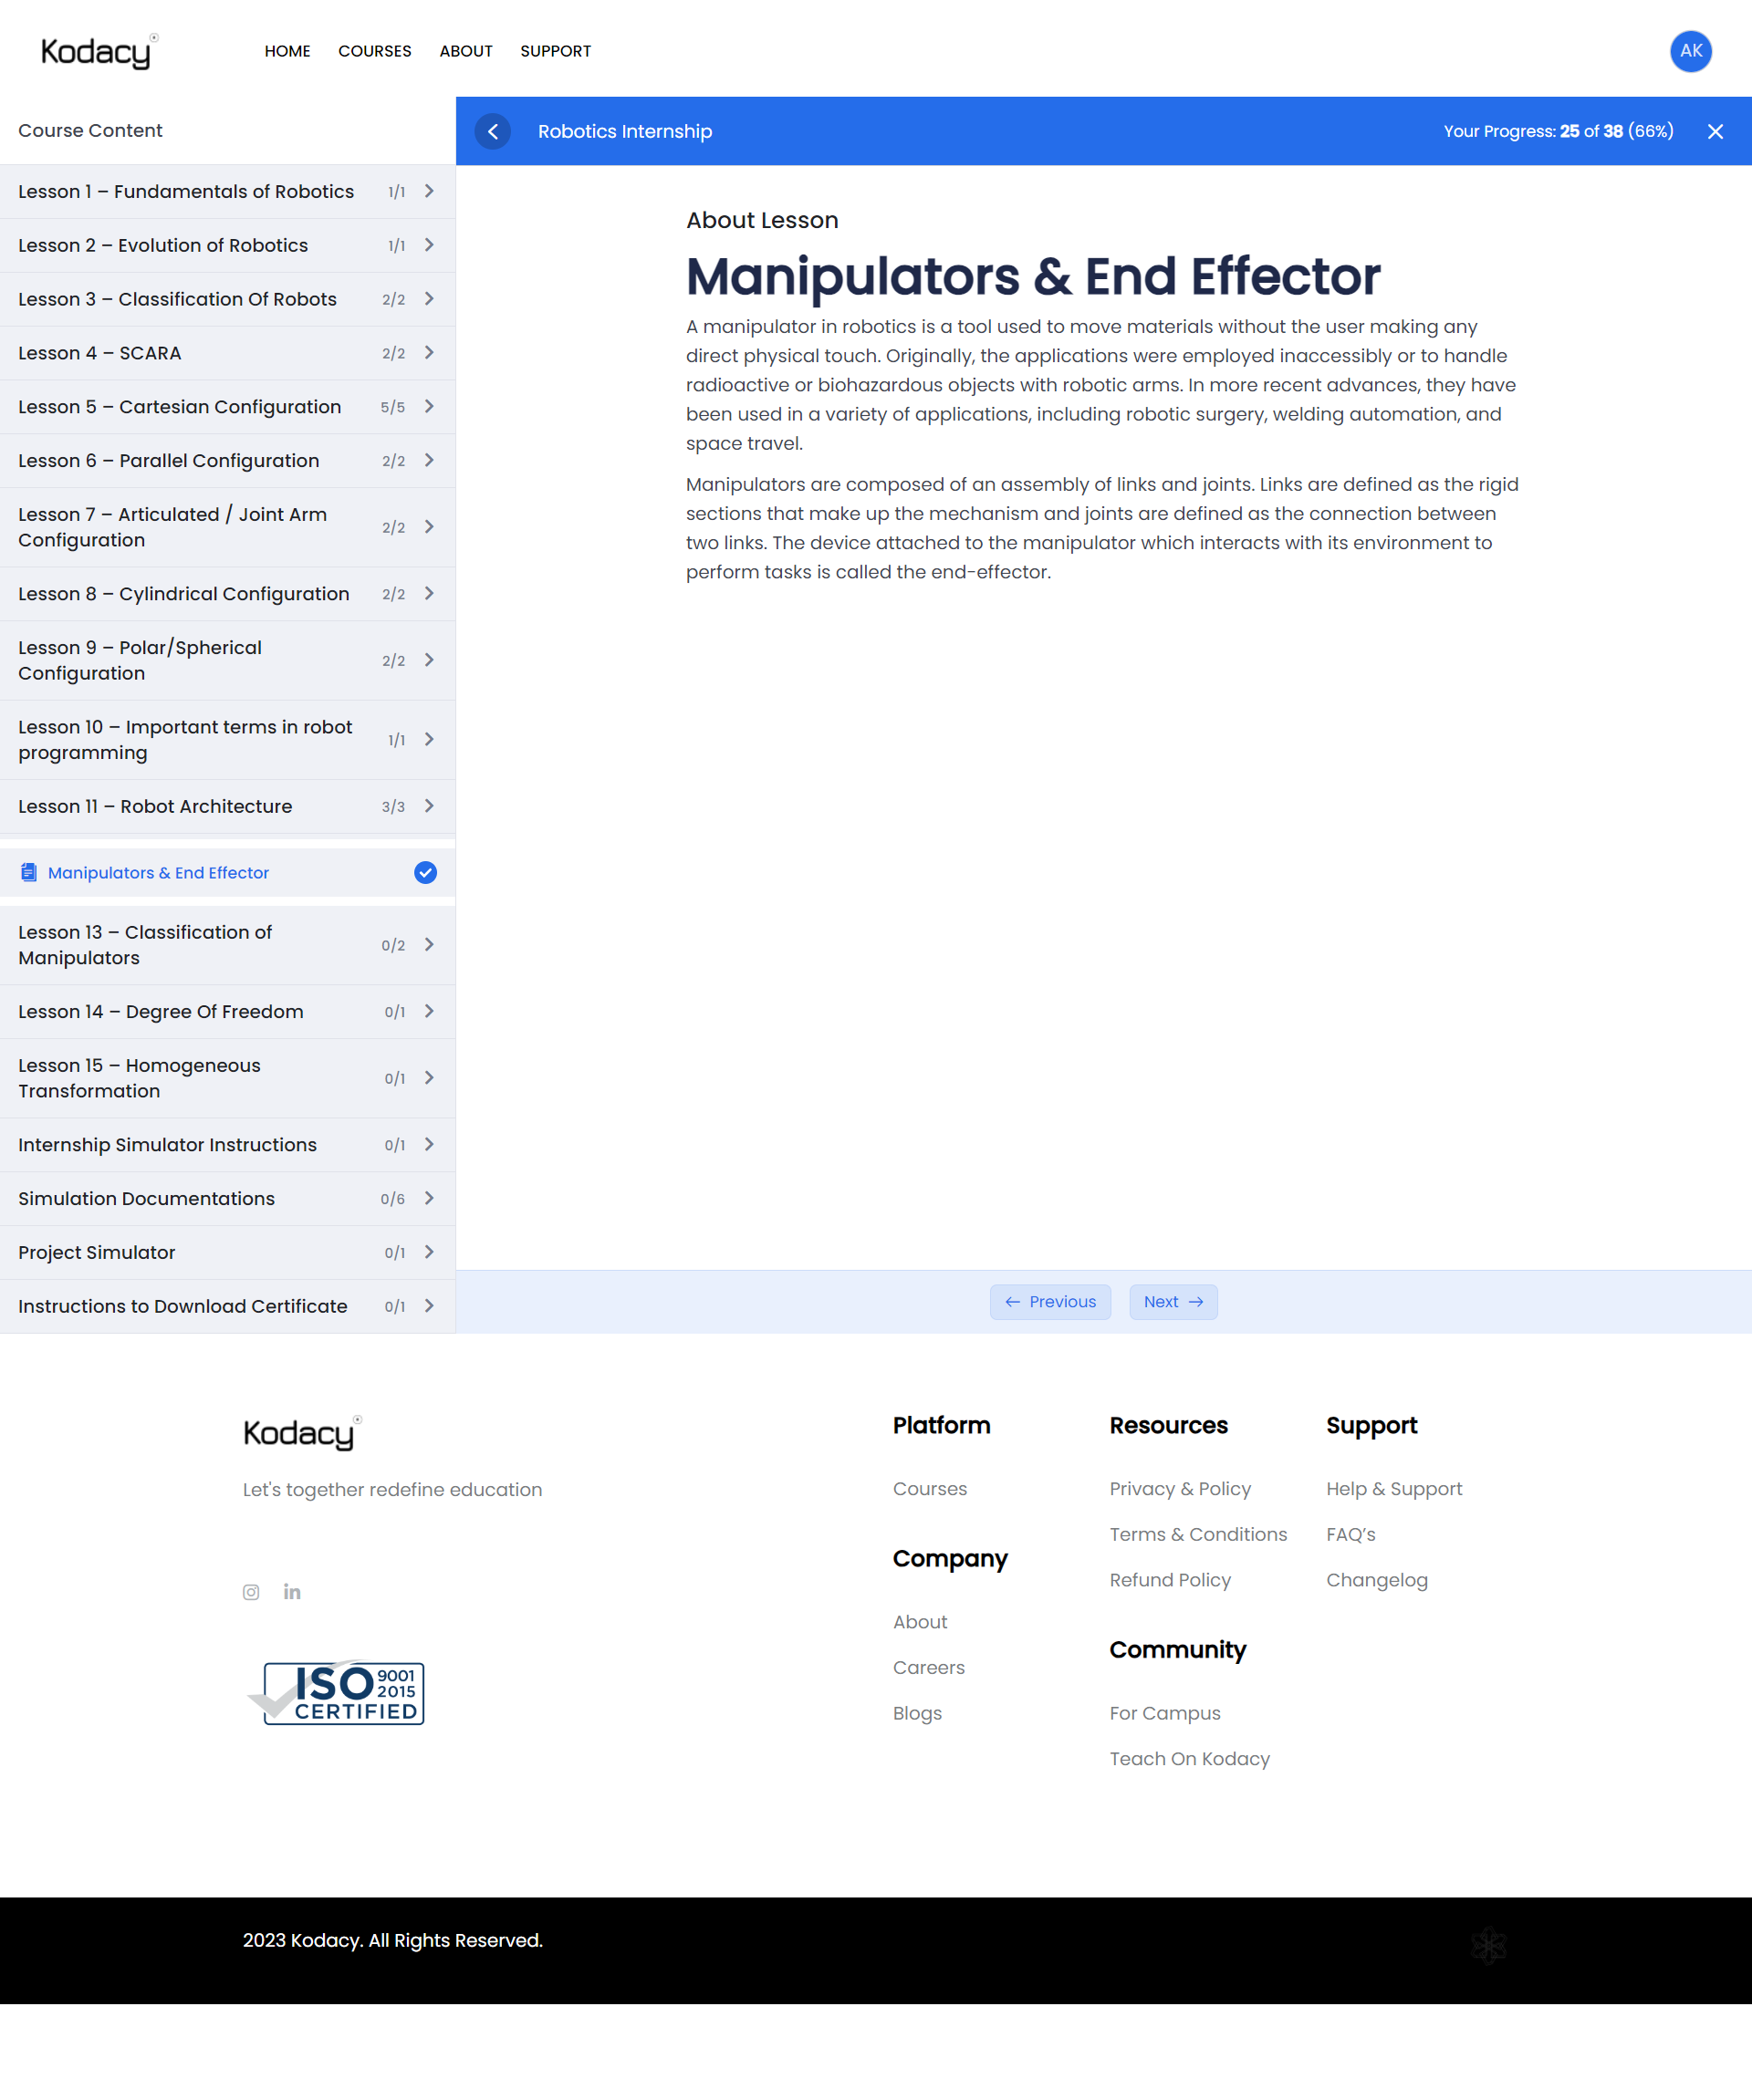 Kodacy
HOME COURSES ABOUT SUPPORT
AK
Course Content
Lesson 1 – Fundamentals of Robotics 1/1
Lesson 2 – Evolution of Robotics 1/1
Lesson 3 – Classification Of Robots 2/2
Lesson 4 – SCARA 2/2
Lesson 5 – Cartesian Configuration 5/5
Lesson 6 – Parallel Configuration 2/2
Lesson 7 – Articulated / Joint Arm
Configuration 2/2
Lesson 8 – Cylindrical Configuration 2/2
Lesson 9 – Polar/Spherical
Configuration 2/2
Lesson 10 – Important terms in robot
programming 1/1
Lesson 11 – Robot Architecture 3/3
Manipulators & End Effector
Lesson 13 – Classification of
Manipulators 0/2
Lesson 14 – Degree Of Freedom 0/1
Lesson 15 – Homogeneous
Transformation 0/1
Internship Simulator Instructions 0/1
Simulation Documentations 0/6
Project Simulator 0/1
Instructions to Download Certificate 0/1
Robotics Internship
Your Progress: 25 of 38 (66%)
About Lesson
Manipulators & End Effector
A manipulator in robotics is a tool used to move materials without the user making any
direct physical touch. Originally, the applications were employed inaccessibly or to handle
radioactive or biohazardous objects with robotic arms. In more recent advances, they have
been used in a variety of applications, including robotic surgery, welding automation, and
space travel.
Manipulators are composed of an assembly of links and joints. Links are defined as the rigid
sections that make up the mechanism and joints are defined as the connection between
two links. The device attached to the manipulator which interacts with its environment to
perform tasks is called the end-effector.
← Previous
Next →
Kodacy
Let's together redefine education
in
ISO 9001
2015
CERTIFIED
Platform
Courses
Company
About
Careers
Blogs
Resources
Privacy & Policy
Terms & Conditions
Refund Policy
Community
For Campus
Teach On Kodacy
Support
Help & Support
FAQ’s
Changelog
2023 Kodacy. All Rights Reserved.